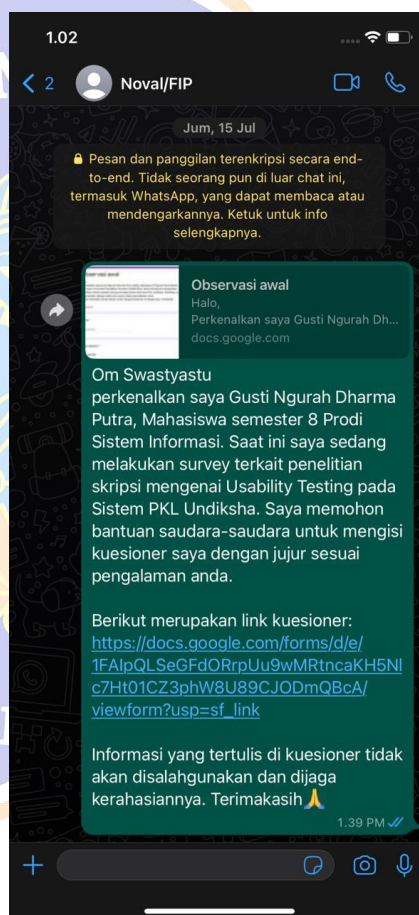 1.02
2
Noval/FIP
Jum, 15 Jul
Pesan dan panggilan terenkripsi secara end-
to-end. Tidak seorang pun di luar chat ini,
termasuk WhatsApp, yang dapat membaca atau
mendengarkannya. Ketuk untuk info
selengkapnya.
Observasi awal
Halo,
Perkenalkan saya Gusti Ngurah Dh...
docs.google.com
Om Swastyastu
perkenalkan saya Gusti Ngurah Dharma
Putra, Mahasiswa semester 8 Prodi
Sistem Informasi. Saat ini saya sedang
melakukan survey terkait penelitian
skripsi mengenai Usability Testing pada
Sistem PKL Undiksha. Saya memohon
bantuan saudara-saudara untuk mengisi
kuesioner saya dengan jujur sesuai
pengalaman anda.
Berikut merupakan link kuesioner:
https://docs.google.com/forms/d/e/
1FAIpQLSeGFdORrpUu9wMRtncaKH5Nl
c7Ht01CZ3phW8U89CJODmQBcA/
viewform?usp=sf_link
Informasi yang tertulis di kuesioner tidak
akan disalahgunakan dan dijaga
kerahasiannya. Terimakasih🙏
1.39 PM